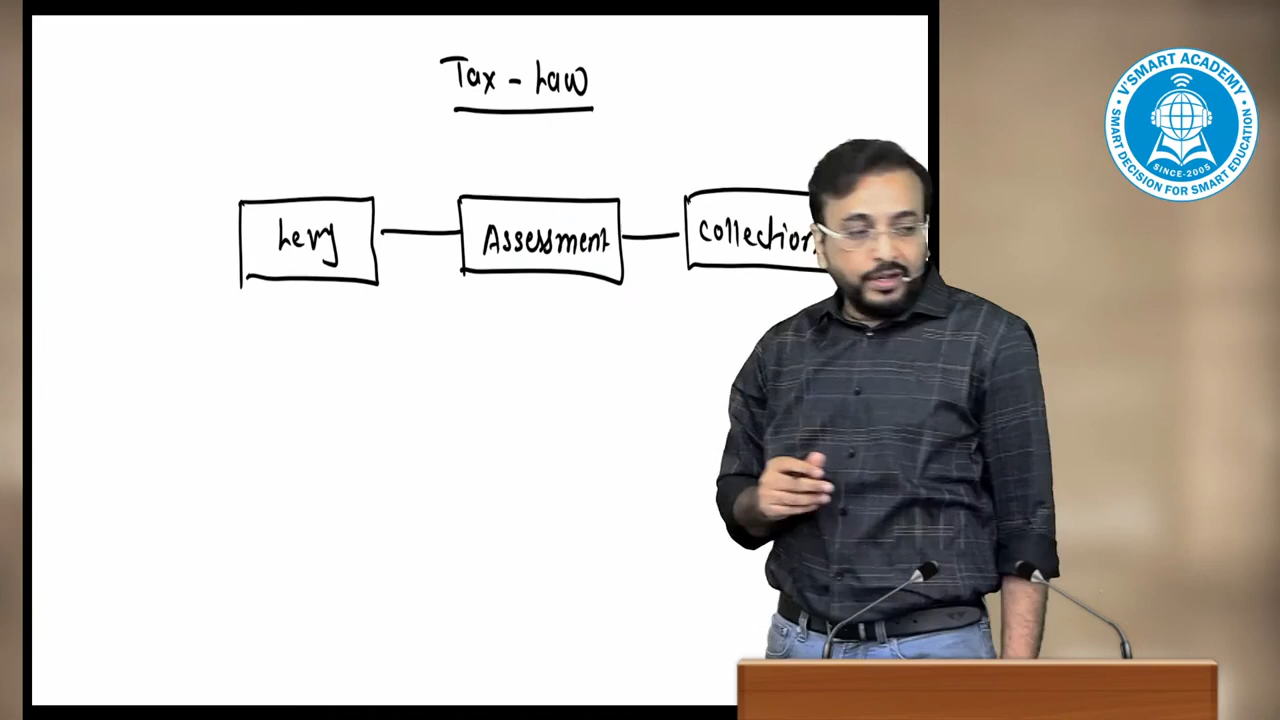 Tax - Law
Levy
Assessment
Collection
V'SMART ACADEMY
SINCE-2005
SMART DECISION FOR SMART EDUCATION